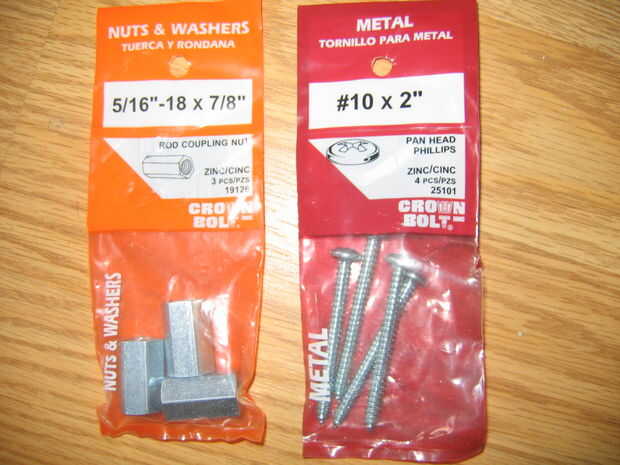 NUTS & WASHERS
TUERCA Y RONDANA
5/16"-18 x 7/8"
ROD COUPLING NUT
ZINC/CINC
3 PCS/PZS
19126
CROWN
BOLT
NUTS & WASHERS
METAL
TORNILLO PARA METAL
#10 x 2"
PAN HEAD
PHILLIPS
ZINC/CINC
4 PCS/PZS
25101
CROWN
BOLT®
METAL